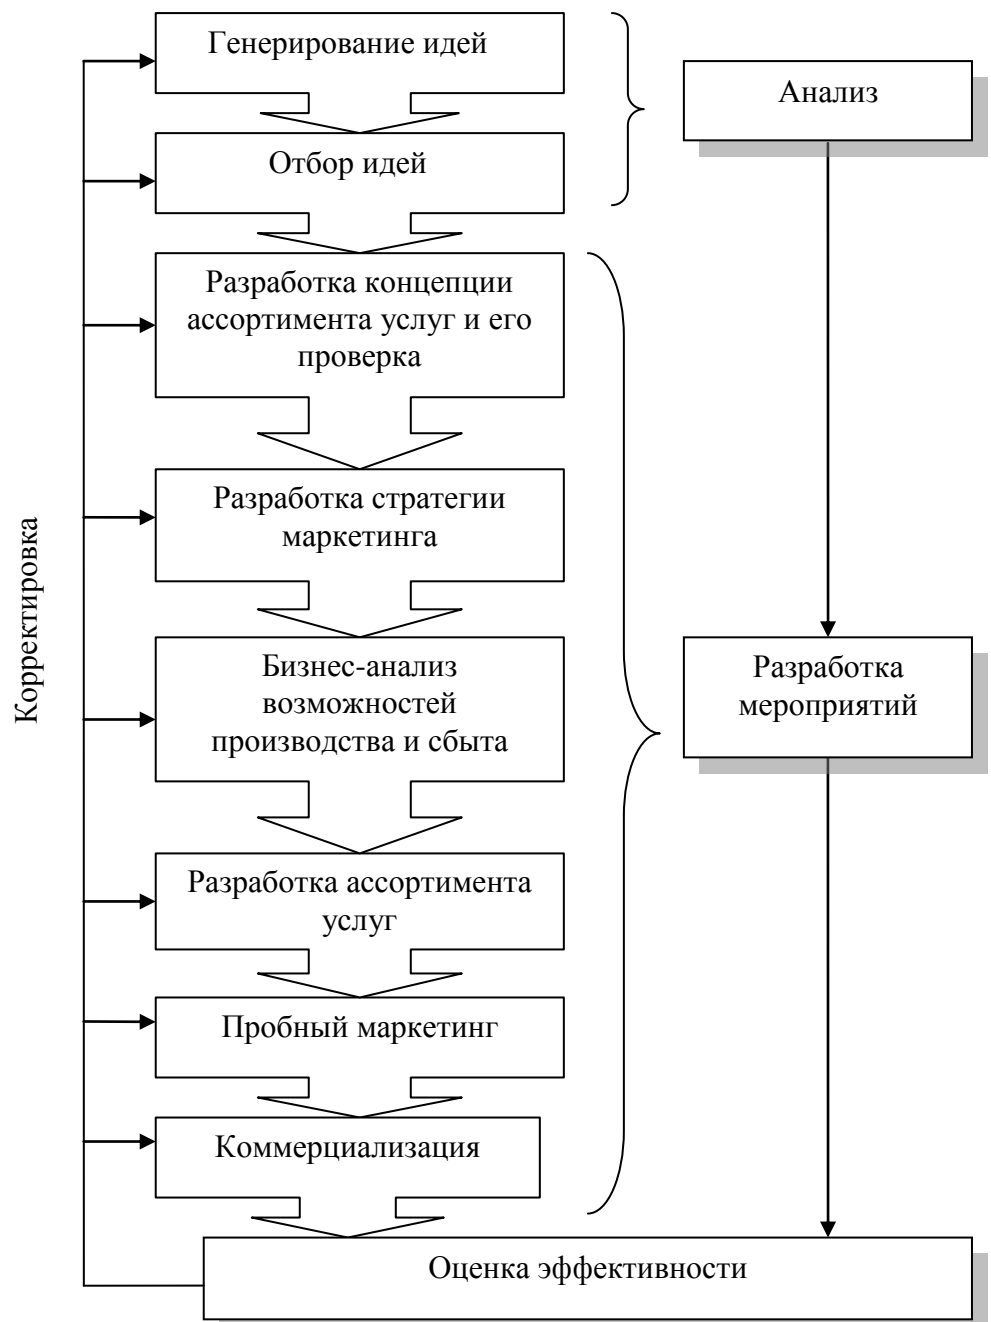 Генерирование идей
Анализ
Отбор идей
Разработка концепции
ассортимента услуг и его
проверка
Разработка стратегии
маркетинга
Корректировка
Бизнес-анализ
возможностей
производства и сбыта
Разработка
мероприятий
Разработка ассортимента
услуг
Пробный маркетинг
Коммерциализация
Оценка эффективности